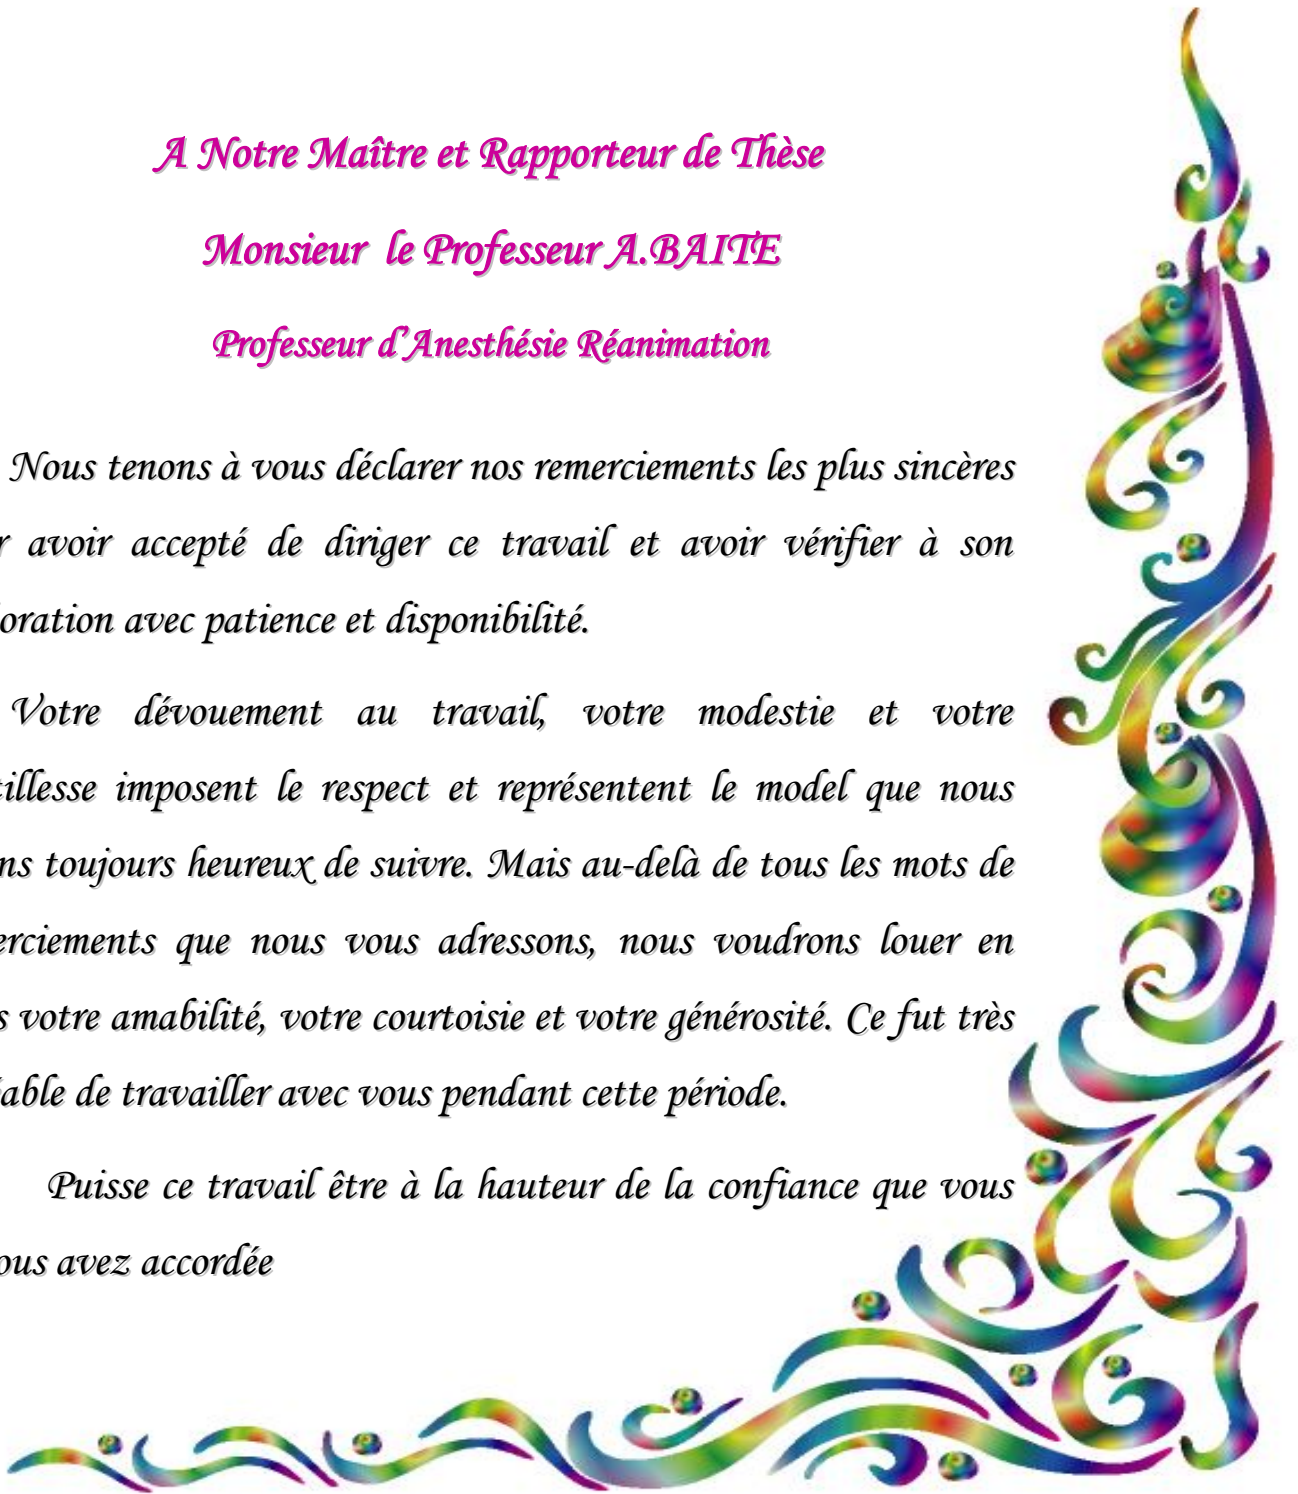 A Notre Maître et Rapporteur de Thèse
Monsieur le Professeur A.BAITE
Professeur d’Anesthésie Réanimation
Nous tenons à vous déclarer nos remerciements les plus sincères
r avoir accepté de diriger ce travail et avoir vérifier à son
oration avec patience et disponibilité.
Votre dévouement au travail, votre modestie et votre
tillesse imposent le respect et représentent le model que nous
ns toujours heureux de suivre. Mais au-delà de tous les mots de
erciements que nous vous adressons, nous voudrons louer en
s votre amabilité, votre courtoisie et votre générosité. Ce fut très
able de travailler avec vous pendant cette période.
Puisse ce travail être à la hauteur de la confiance que vous
ous avez accordée